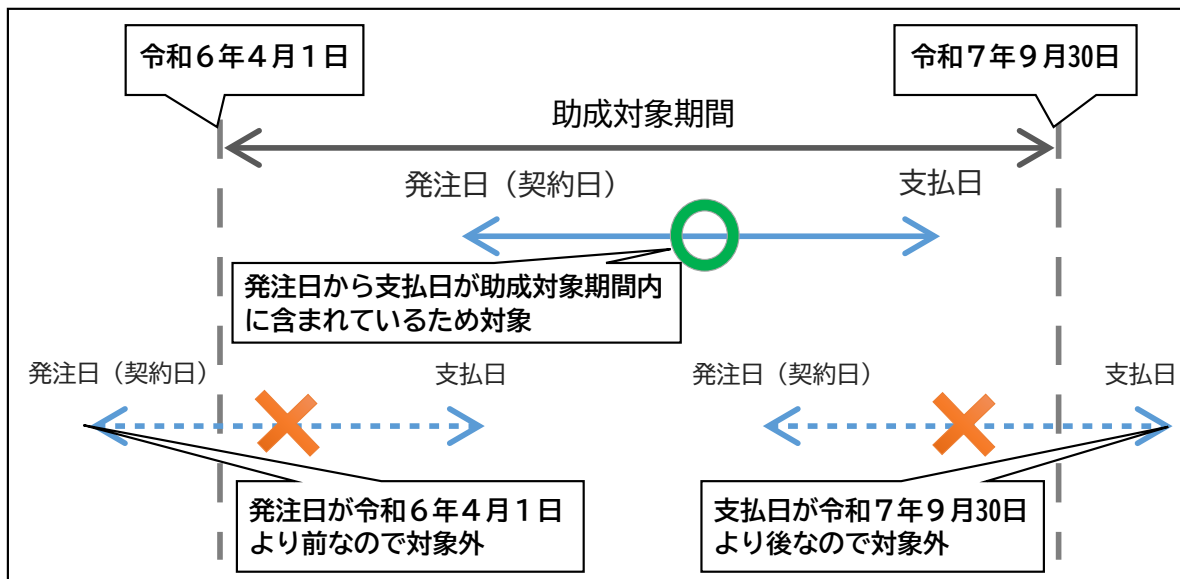 令和６年４月１日
令和７年９月30日
助成対象期間
発注日（契約日）
支払日
発注日から支払日が助成対象期間内
に含まれているため対象
発注日（契約日）
支払日
発注日（契約日）
支払日
発注日が令和６年４月１日
より前なので対象外
支払日が令和７年９月30日
より後なので対象外